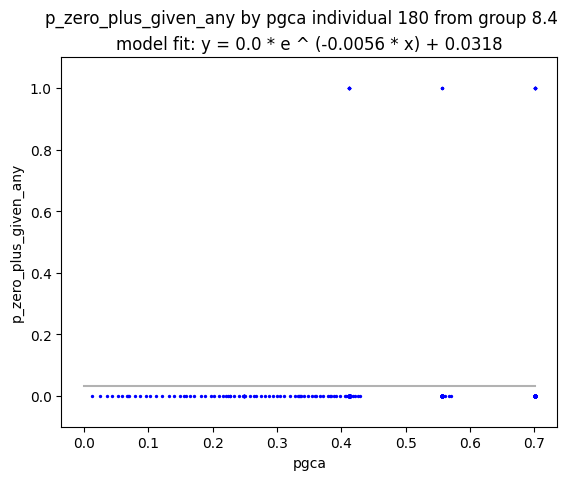 p_zero_plus_given_any by pgca individual 180 from group 8.4
model fit: y = 0.0 * e ^ (-0.0056 * x) + 0.0318
1.0
0.8
0.6
0.4
0.2
0.0
p_zero_plus_given_any
0.0 0.1 0.2 0.3 0.4 0.5 0.6 0.7
pgca